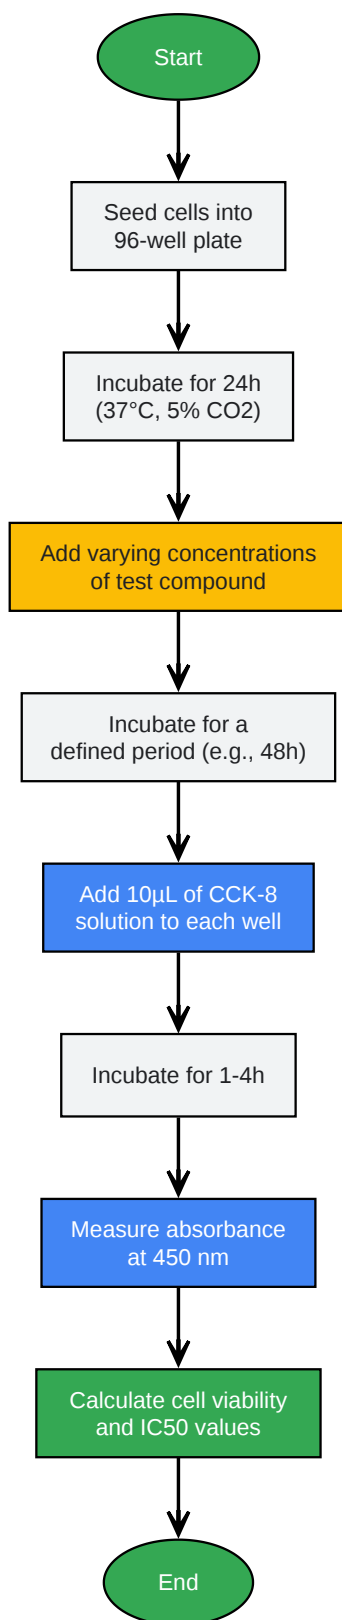 Start
Seed cells into
96-well plate
Incubate for 24h
(37°C, 5% CO2)
Add varying concentrations
of test compound
Incubate for a
defined period (e.g., 48h)
Add 10µL of CCK-8
solution to each well
Incubate for 1-4h
Measure absorbance
at 450 nm
Calculate cell viability
and IC50 values
End